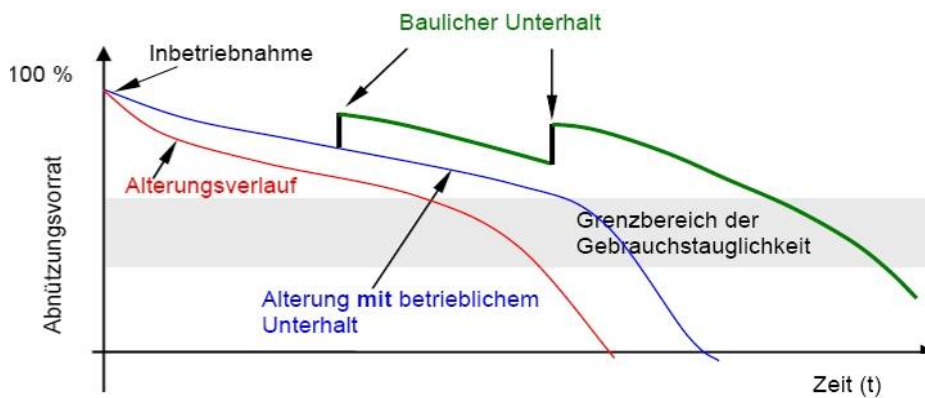 Baulicher Unterhalt
Inbetriebnahme
100 %
Abnützungsvorrat
Alterungsverlauf
Grenzbereich der
Gebrauchstauglichkeit
Alterung mit betrieblichem
Unterhalt
Zeit (t)